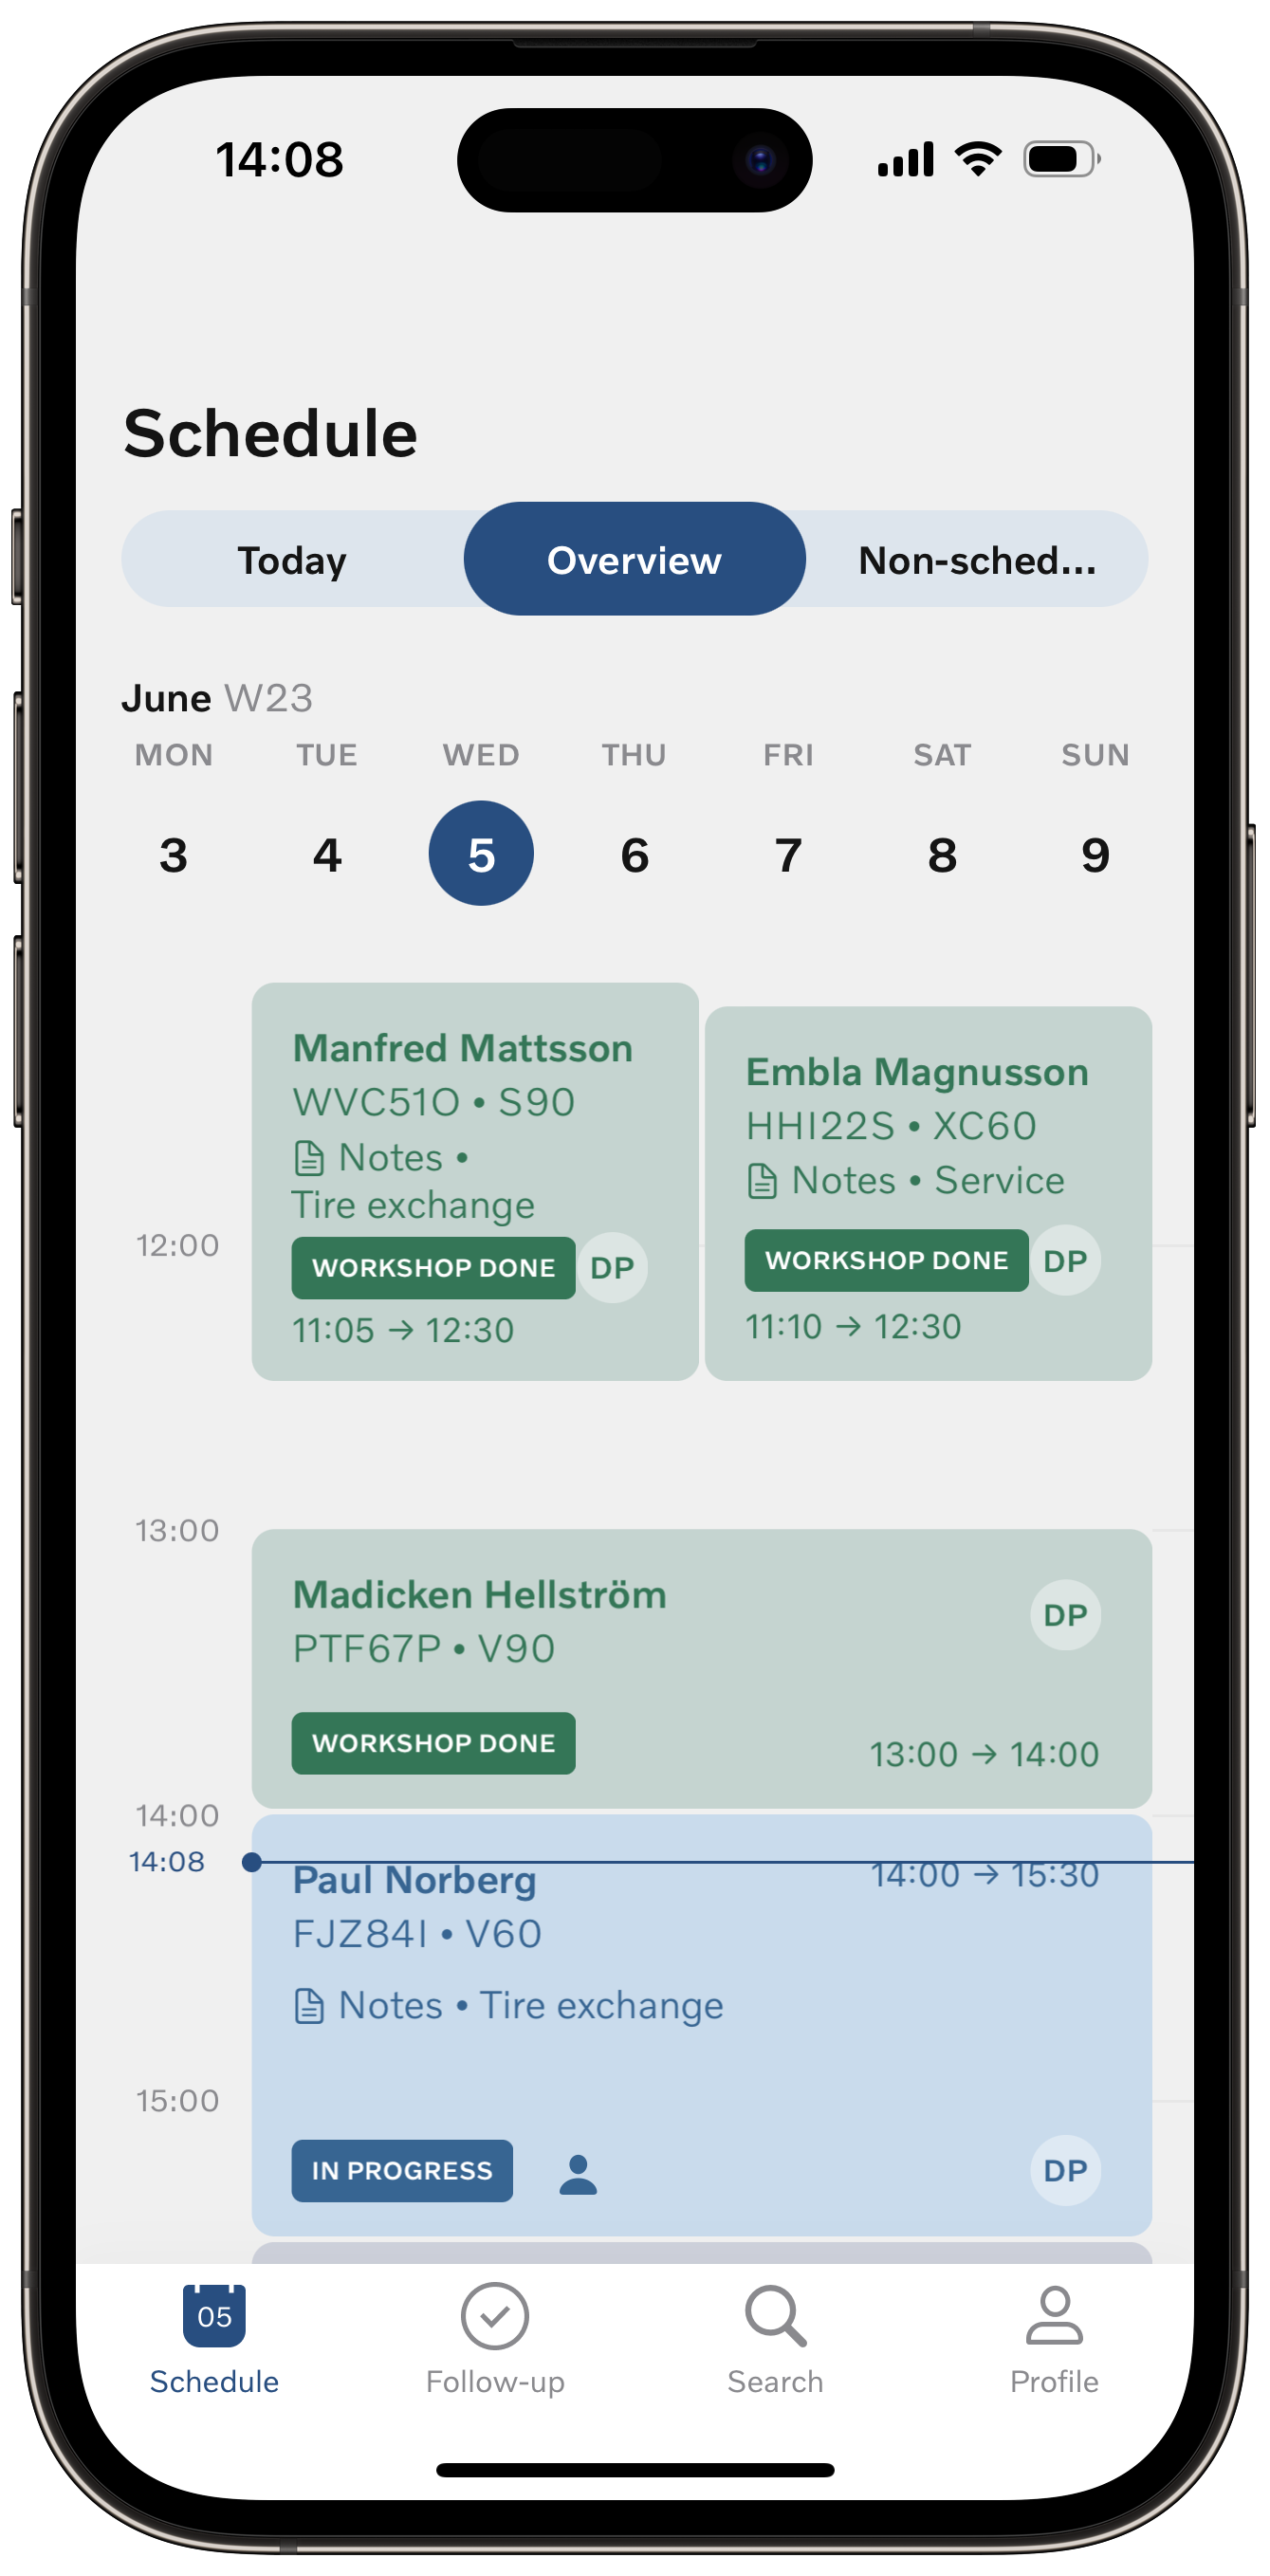 14:08
Schedule
Today
Overview
Non-sched...
June W23
MON TUE WED THU FRI SAT SUN
3 4 5 6 7 8 9
Manfred Mattsson
WVC51O • S90
Notes •
Tire exchange
WORKSHOP DONE DP
11:05 → 12:30
Embla Magnusson
HHI22S • XC60
Notes • Service
WORKSHOP DONE DP
11:10 → 12:30
12:00
13:00
Madicken Hellström
DP
PTF67P • V90
WORKSHOP DONE
13:00 → 14:00
14:00
14:08
Paul Norberg
14:00 → 15:30
FJZ84I • V60
Notes • Tire exchange
15:00
IN PROGRESS
DP
05
Schedule
Follow-up
Search
Profile